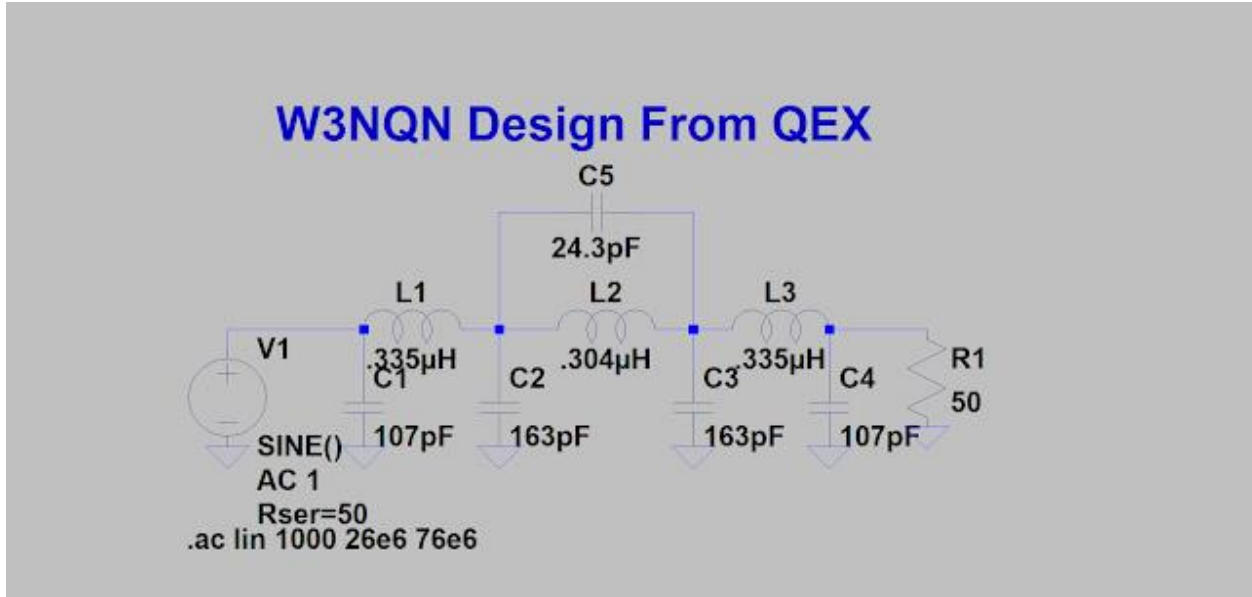 W3NQN Design From QEX
C5
24.3pF
L1
L2
L3
V1
.335µH
.304µH
.335µH
R1
C1
C2
C3
C4
50
SINE()
107pF
163pF
163pF
107pF
AC 1
Rser=50
.ac lin 1000 26e6 76e6